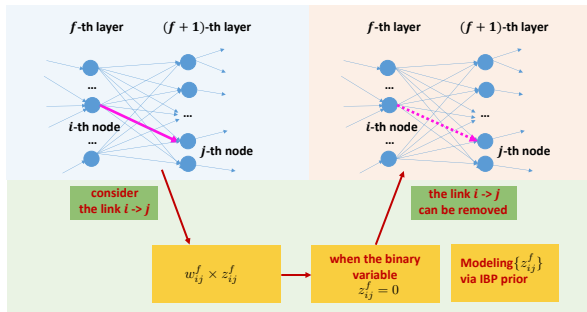 f-th layer
(f + 1)-th layer
...
i-th node
...
...
j-th node
f-th layer
(f + 1)-th layer
...
i-th node
...
...
j-th node
consider
the link i -> j
the link i -> j
can be removed
w_{ij}^f × z_{ij}^f
when the binary
variable
z_{ij}^f = 0
Modeling{z_{ij}^f}
via IBP prior